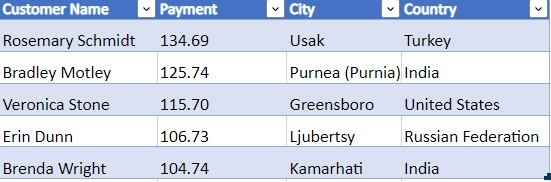 Customer Name Payment City Country
Rosemary Schmidt 134.69 Usak Turkey
Bradley Motley 125.74 Purnea (Purnia) India
Veronica Stone 115.70 Greensboro United States
Erin Dunn 106.73 Ljubertsy Russian Federation
Brenda Wright 104.74 Kamarhati India